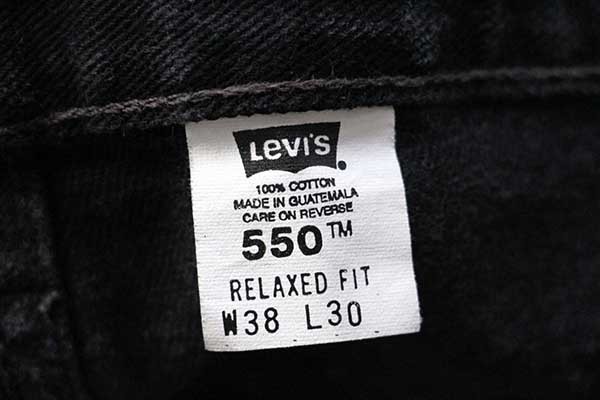 LEVI'S
100% COTTON
MADE IN GUATEMALA
CARE ON REVERSE
550™
RELAXED FIT
W38 L30